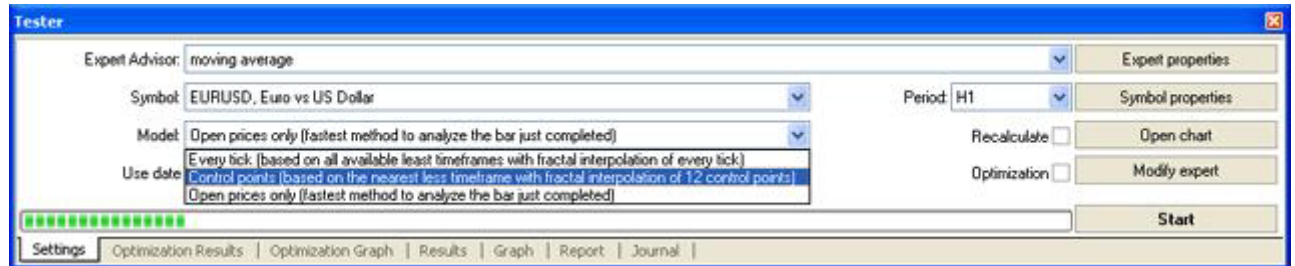 Tester
Expert Advisor: moving average Expert properties
Symbol: EURUSD, Euro vs US Dollar Period: H1 Symbol properties
Model: Open prices only (fastest method to analyze the bar just completed) Recalculate Open chart
Every tick (based on all available least timeframes with fractal interpolation of every tick)
Use date Control points (based on the nearest less timeframe with fractal interpolation of 12 control points) Optimization Modify expert
Open prices only (fastest method to analyze the bar just completed)
Start
Settings | Optimization Results | Optimization Graph | Results | Graph | Report | Journal |